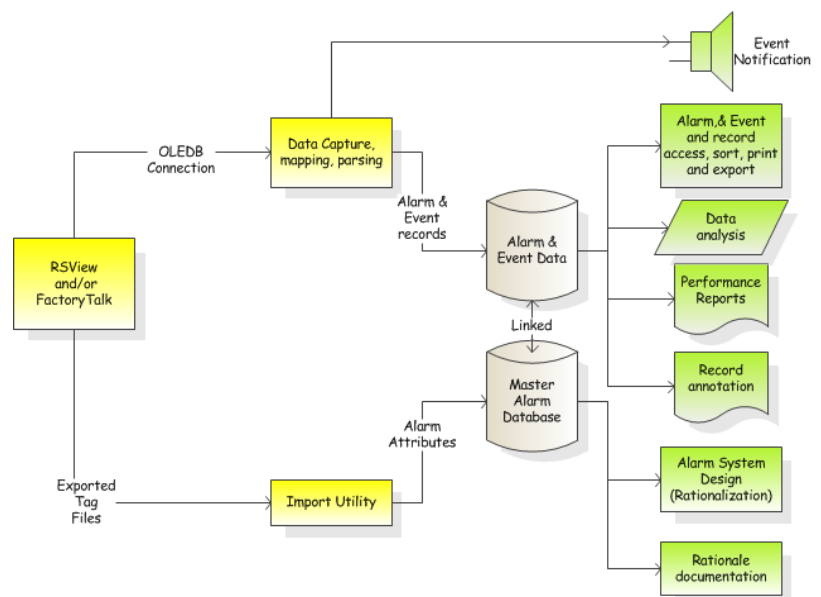 Event
Notification
OLEDB
Connection
Data Capture,
mapping, parsing
Alarm,& Event
and record
access, sort, print
and export
Alarm &
Event
records
Data
analysis
Alarm &
Event Data
RSView
and/or
FactoryTalk
Performance
Reports
Linked
Record
annotation
Master
Alarm
Database
Alarm
Attributes
Alarm System
Design
(Rationalization)
Exported
Tag
Files
Import Utility
Rationale
documentation